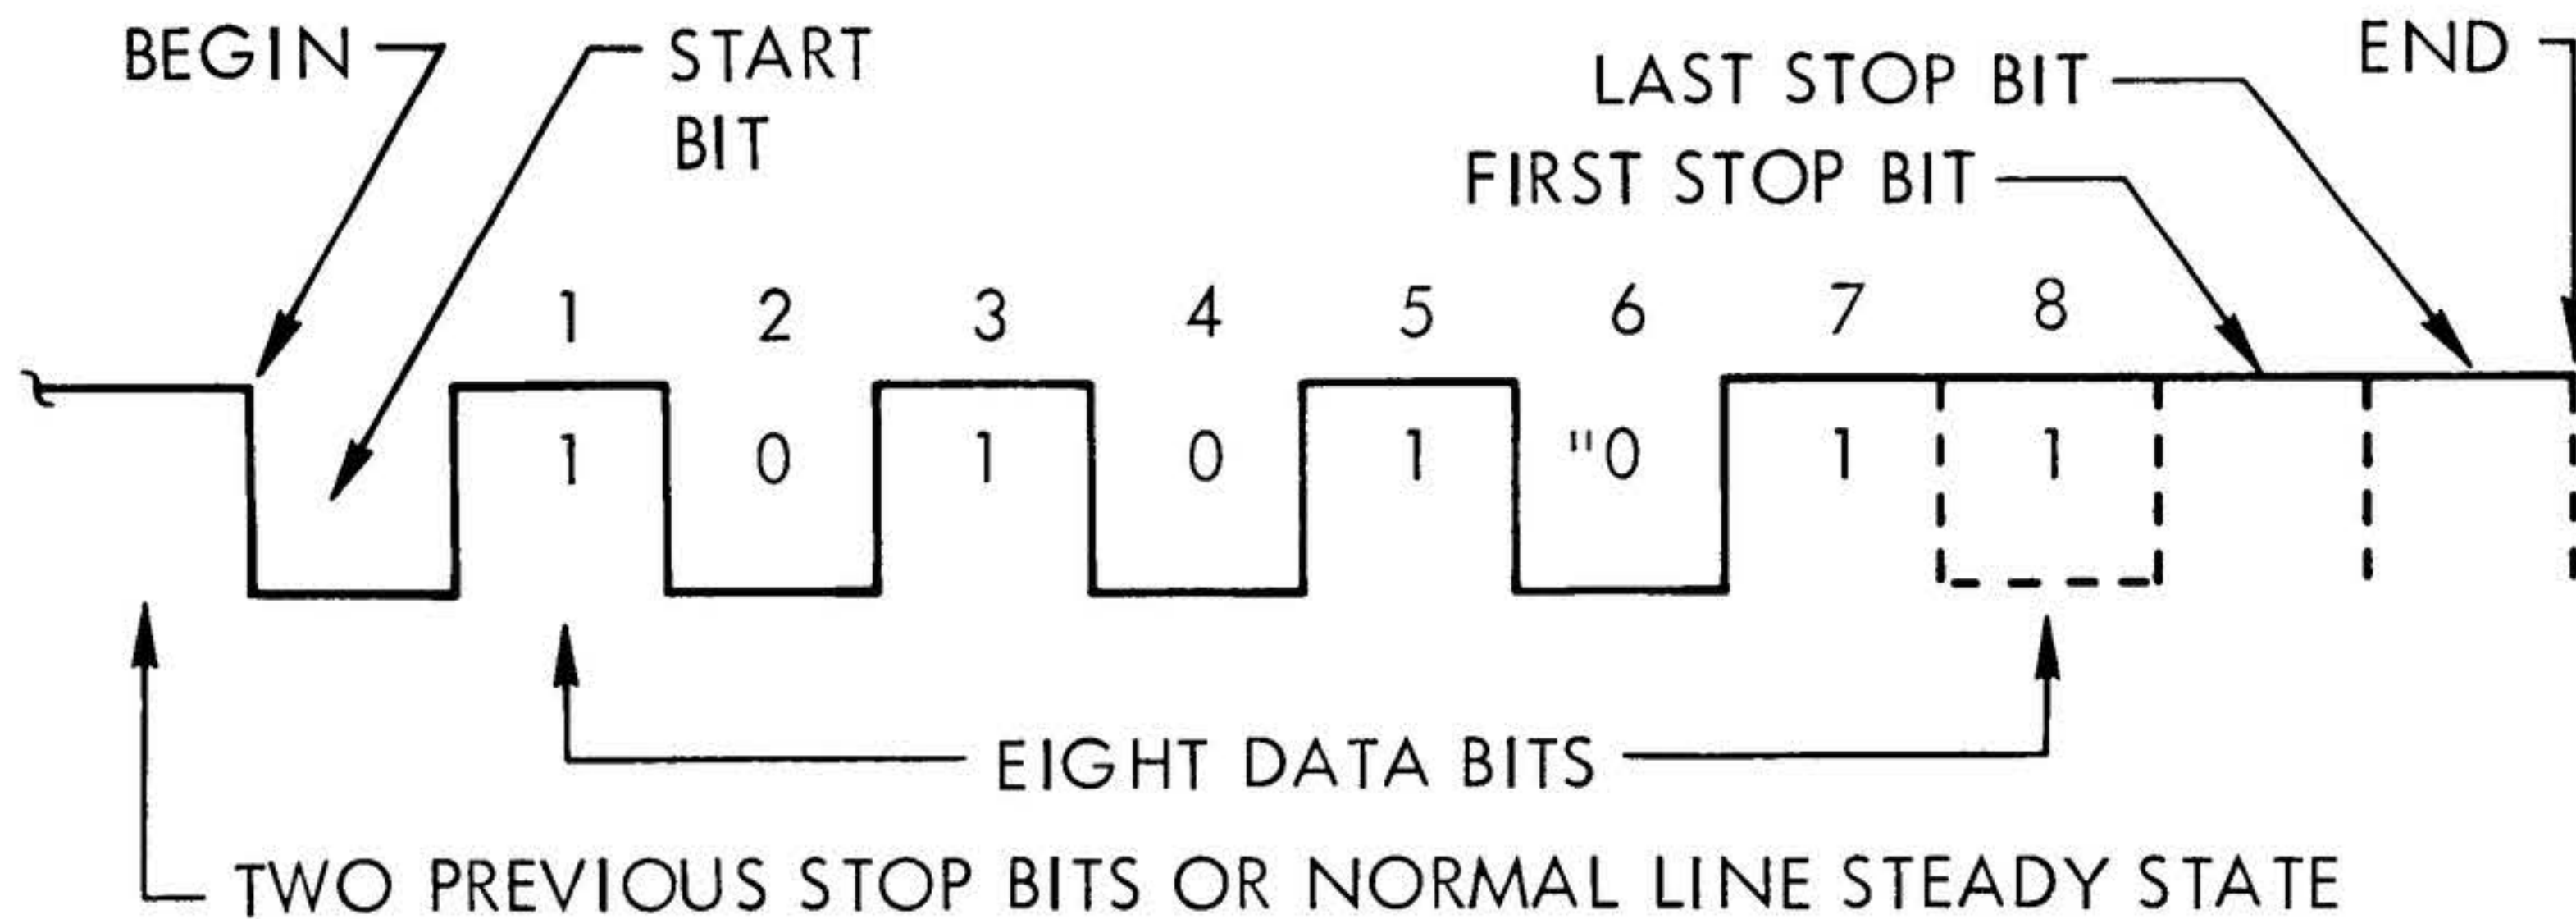 BEGIN
START
BIT
LAST STOP BIT
END
FIRST STOP BIT
1 2 3 4 5 6 7 8
1 0 1 0 1 "0 1 1
EIGHT DATA BITS
TWO PREVIOUS STOP BITS OR NORMAL LINE STEADY STATE